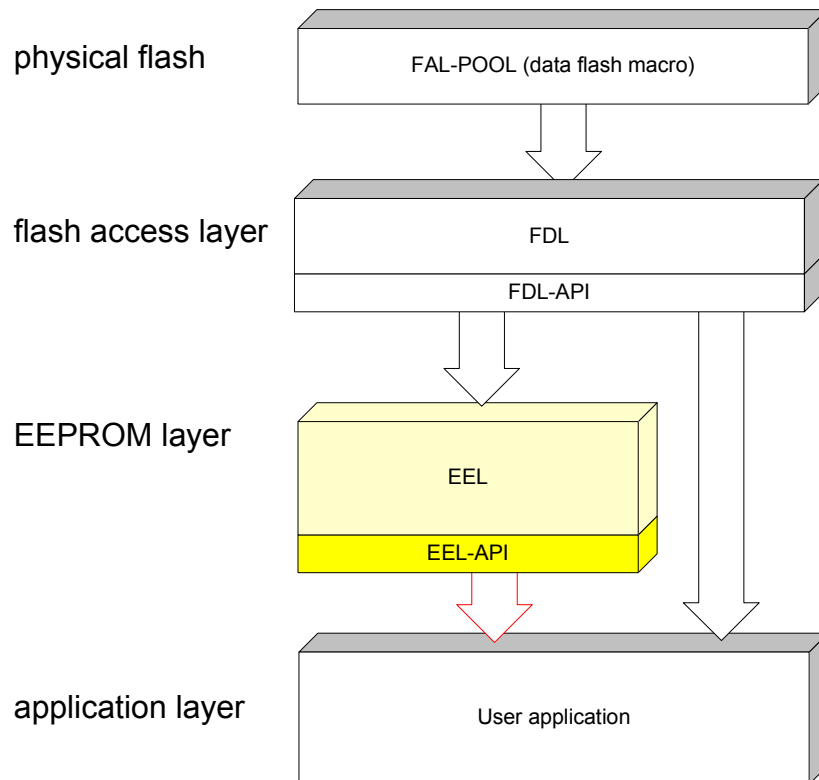 physical flash
FAL-POOL (data flash macro)
flash access layer
FDL
FDL-API
EEPROM layer
EEL
EEL-API
application layer
User application